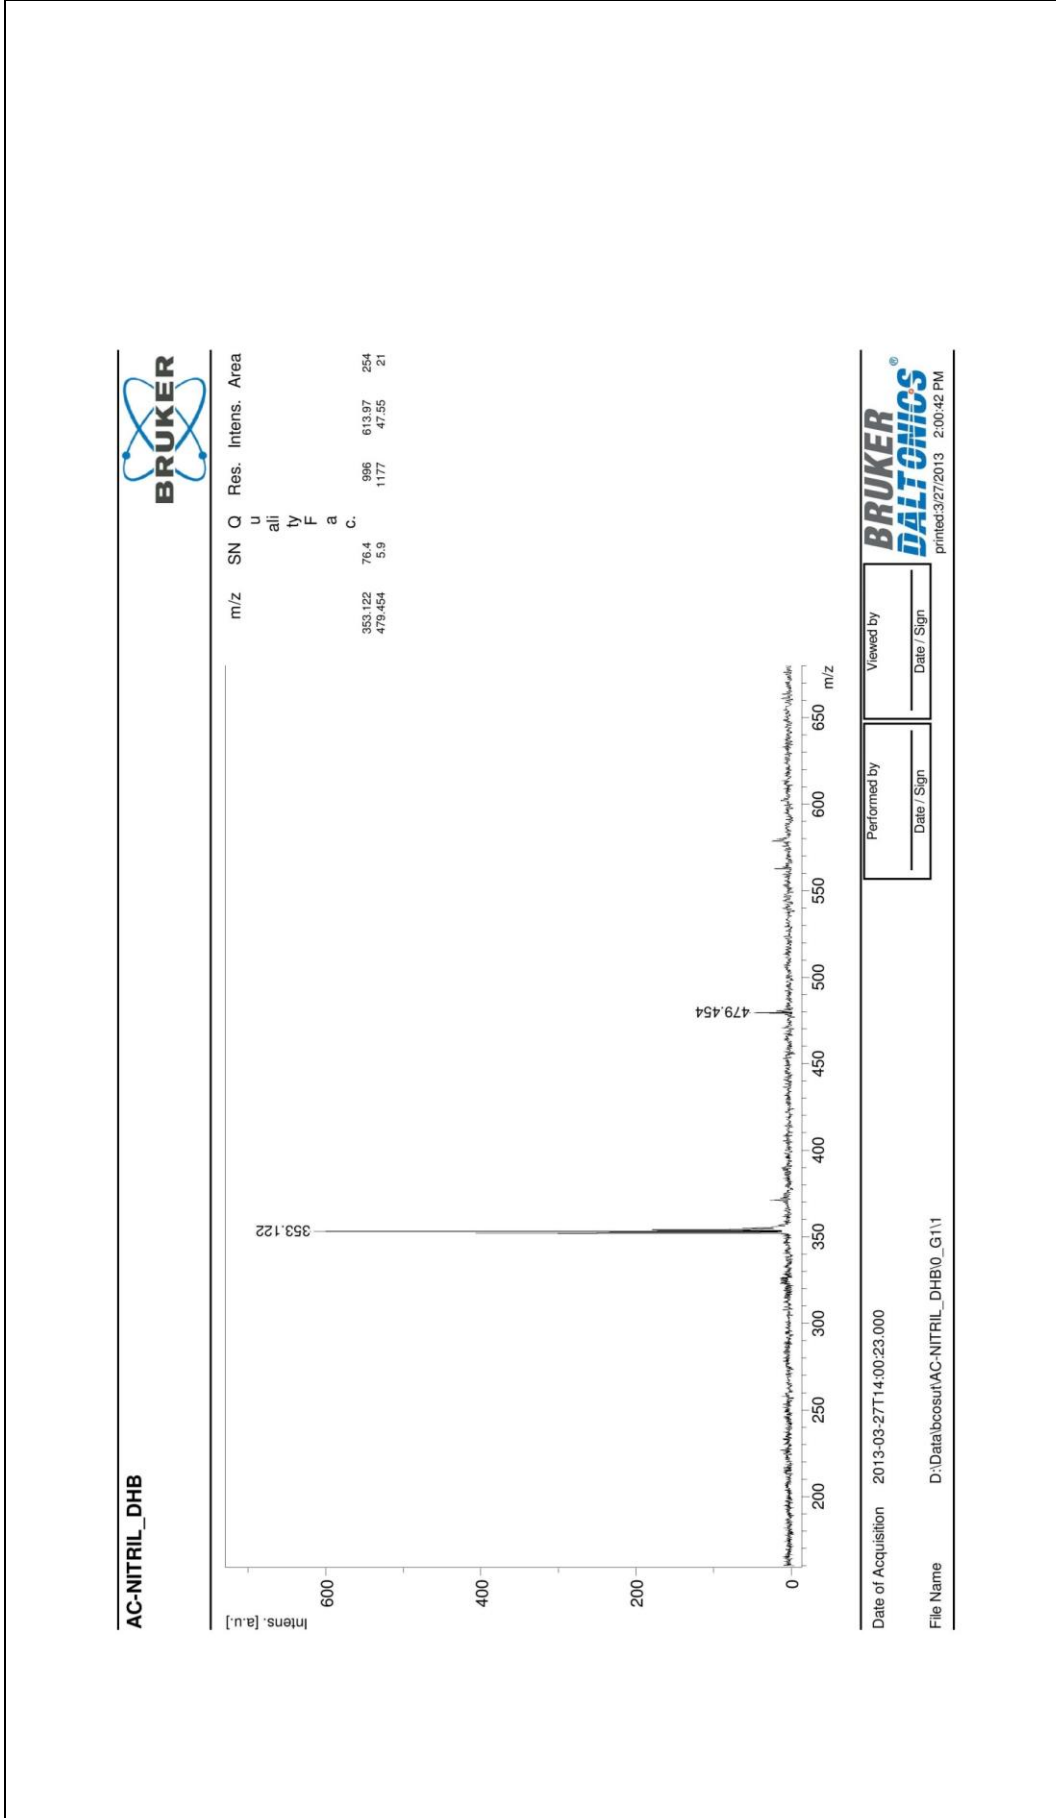 AC-NITRIL_DHB
BRUKER
Intens. [a.u.]
600
400
200
0
353.122
479.454
200
250
300
350
400
450
500
550
600
650
m/z
m/z SN Q Res. Intens. Area
u
ali
ty
F
a
c.
353.122 76.4 996 613.97 254
479.454 5.9 1177 47.55 21
Date of Acquisition 2013-03-27T14:00:23.000
File Name D:\Data\bcosut\AC-NITRIL_DHB\0_G1\1
Performed by
Date / Sign
Viewed by
Date / Sign
BRUKER
DALTONICS®
printed:3/27/2013 2:00:42 PM